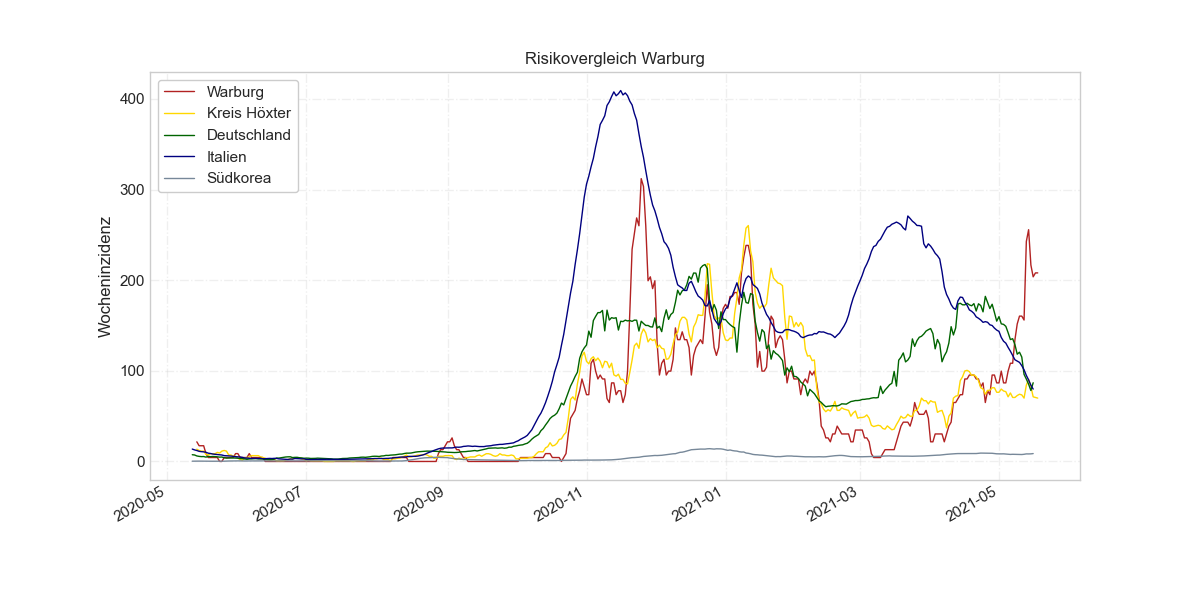 Risikovergleich Warburg
Warburg
Kreis Höxter
Deutschland
Italien
Südkorea
Wocheninzidenz
400
300
200
100
0
2020-05
2020-07
2020-09
2020-11
2021-01
2021-03
2021-05